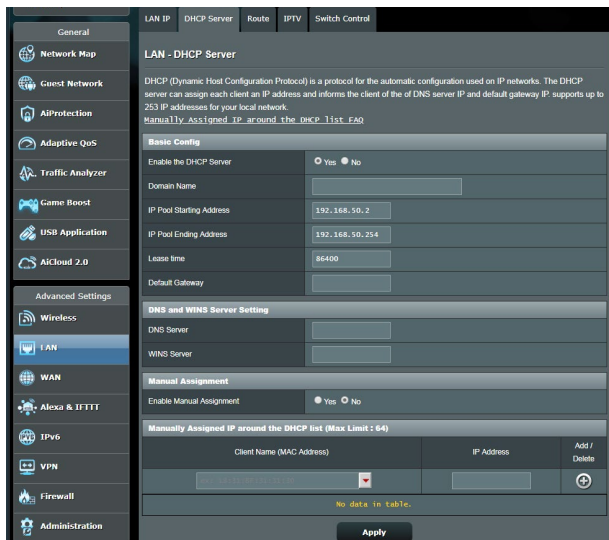 General
Network Map
Guest Network
AiProtection
Adaptive QoS
Traffic Analyzer
Game Boost
USB Application
AiCloud 2.0
Advanced Settings
Wireless
LAN
WAN
Alexa & IFTTT
IPv6
VPN
Firewall
Administration
LAN IP DHCP Server Route IPTV Switch Control
LAN - DHCP Server
DHCP (Dynamic Host Configuration Protocol) is a protocol for the automatic configuration used on IP networks. The DHCP
server can assign each client an IP address and informs the client of the of DNS server IP and default gateway IP. supports up to
253 IP addresses for your local network.
Manually Assigned IP around the DHCP list FAQ
Basic Config
Enable the DHCP Server Yes No
Domain Name
IP Pool Starting Address 192.168.50.2
IP Pool Ending Address 192.168.50.254
Lease time 86400
Default Gateway
DNS and WINS Server Setting
DNS Server
WINS Server
Manual Assignment
Enable Manual Assignment Yes No
Manually Assigned IP around the DHCP list (Max Limit : 64)
Client Name (MAC Address) IP Address Add /
Delete
No data in table.
Apply